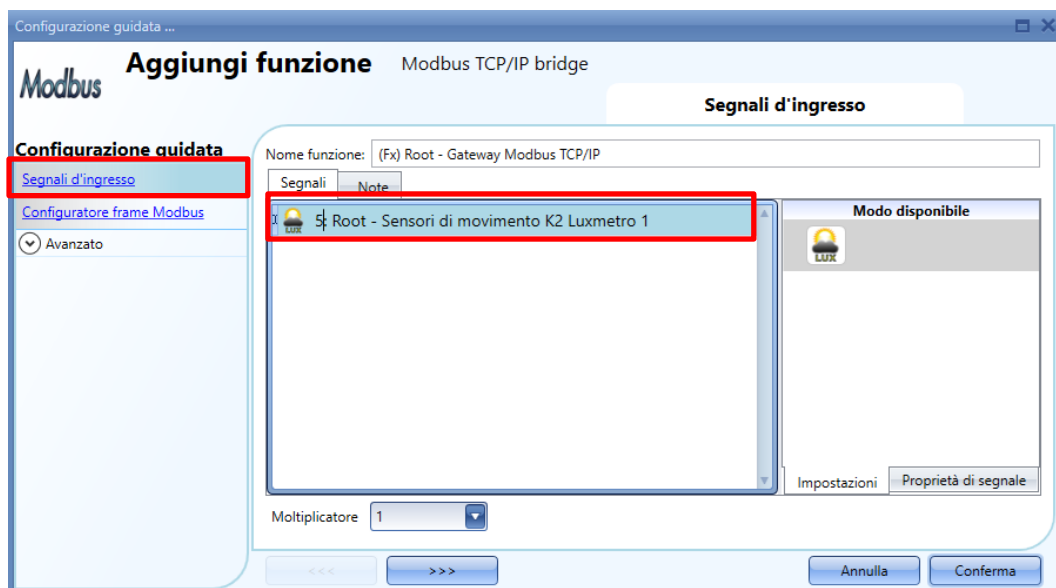 Configurazione guidata ...
Modbus
Aggiungi funzione Modbus TCP/IP bridge
Segnali d'ingresso
Configurazione guidata
Segnali d'ingresso
Configuratore frame Modbus
Avanzato
Nome funzione: (Fx) Root - Gateway Modbus TCP/IP
Segnali Note
LUX 5: Root - Sensori di movimento K2 Luxmetro 1
Modo disponibile
LUX
Impostazioni Proprietà di segnale
Moltiplicatore 1
<<< >>> Annulla Conferma